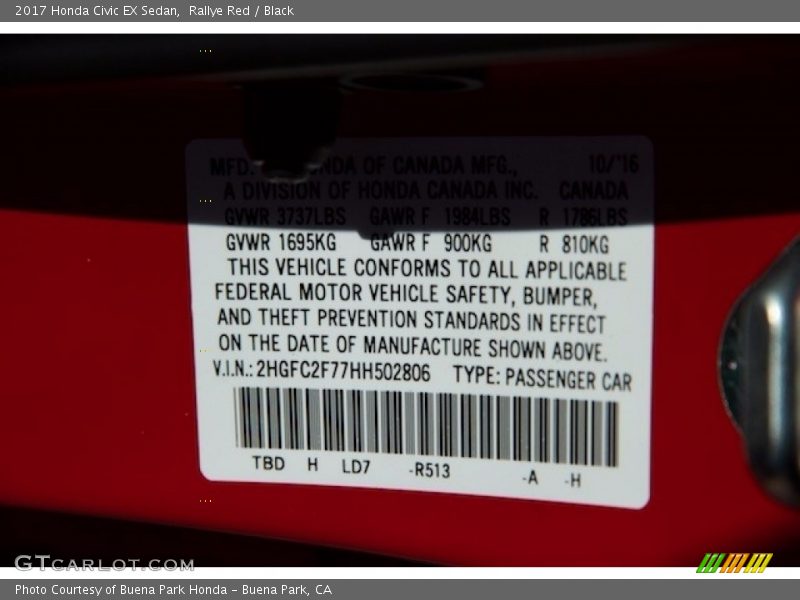 2017 Honda Civic EX Sedan, Rallye Red / Black
MFD. NDA OF CANADA MFG., 10/'16
A DIVISION OF HONDA CANADA INC. CANADA
GVWR 3737LBS GAWR F 1984LBS R 1786LBS
GVWR 1695KG GAWR F 900KG R 810KG
THIS VEHICLE CONFORMS TO ALL APPLICABLE
FEDERAL MOTOR VEHICLE SAFETY, BUMPER,
AND THEFT PREVENTION STANDARDS IN EFFECT
ON THE DATE OF MANUFACTURE SHOWN ABOVE.
V.I.N.: 2HGFC2F77HH502806 TYPE: PASSENGER CAR
TBD H LD7 -R513 -A -H
GTCARLOT.COM
Photo Courtesy of Buena Park Honda - Buena Park, CA